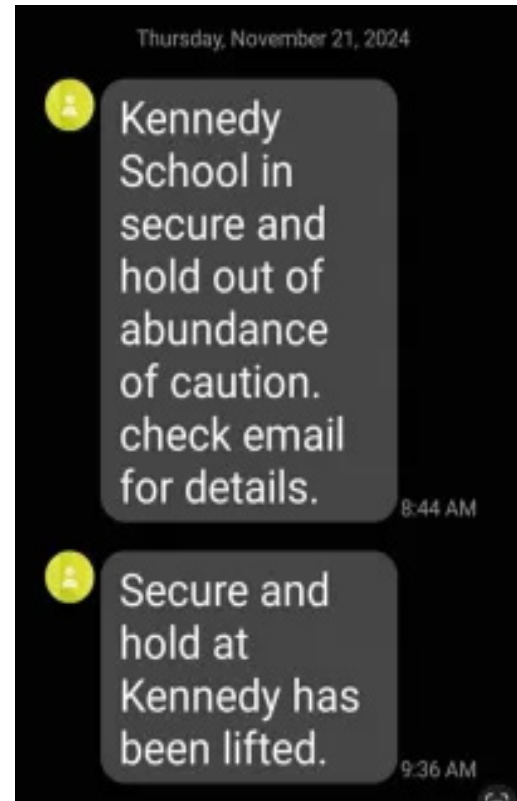 Thursday, November 21, 2024
Kennedy
School in
secure and
hold out of
abundance
of caution.
check email
for details.
8:44 AM
Secure and
hold at
Kennedy has
been lifted.
9:36 AM